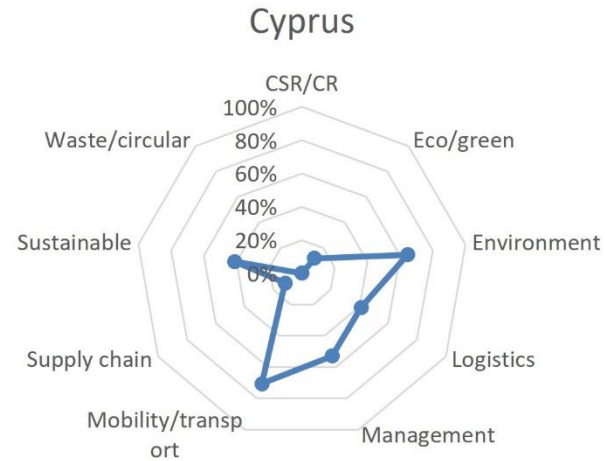 Cyprus
CSR/CR
100%
Waste/circular
Eco/green
80%
60%
40%
Sustainable
20%
Environment
0%
Supply chain
Logistics
Mobility/transp
ort
Management